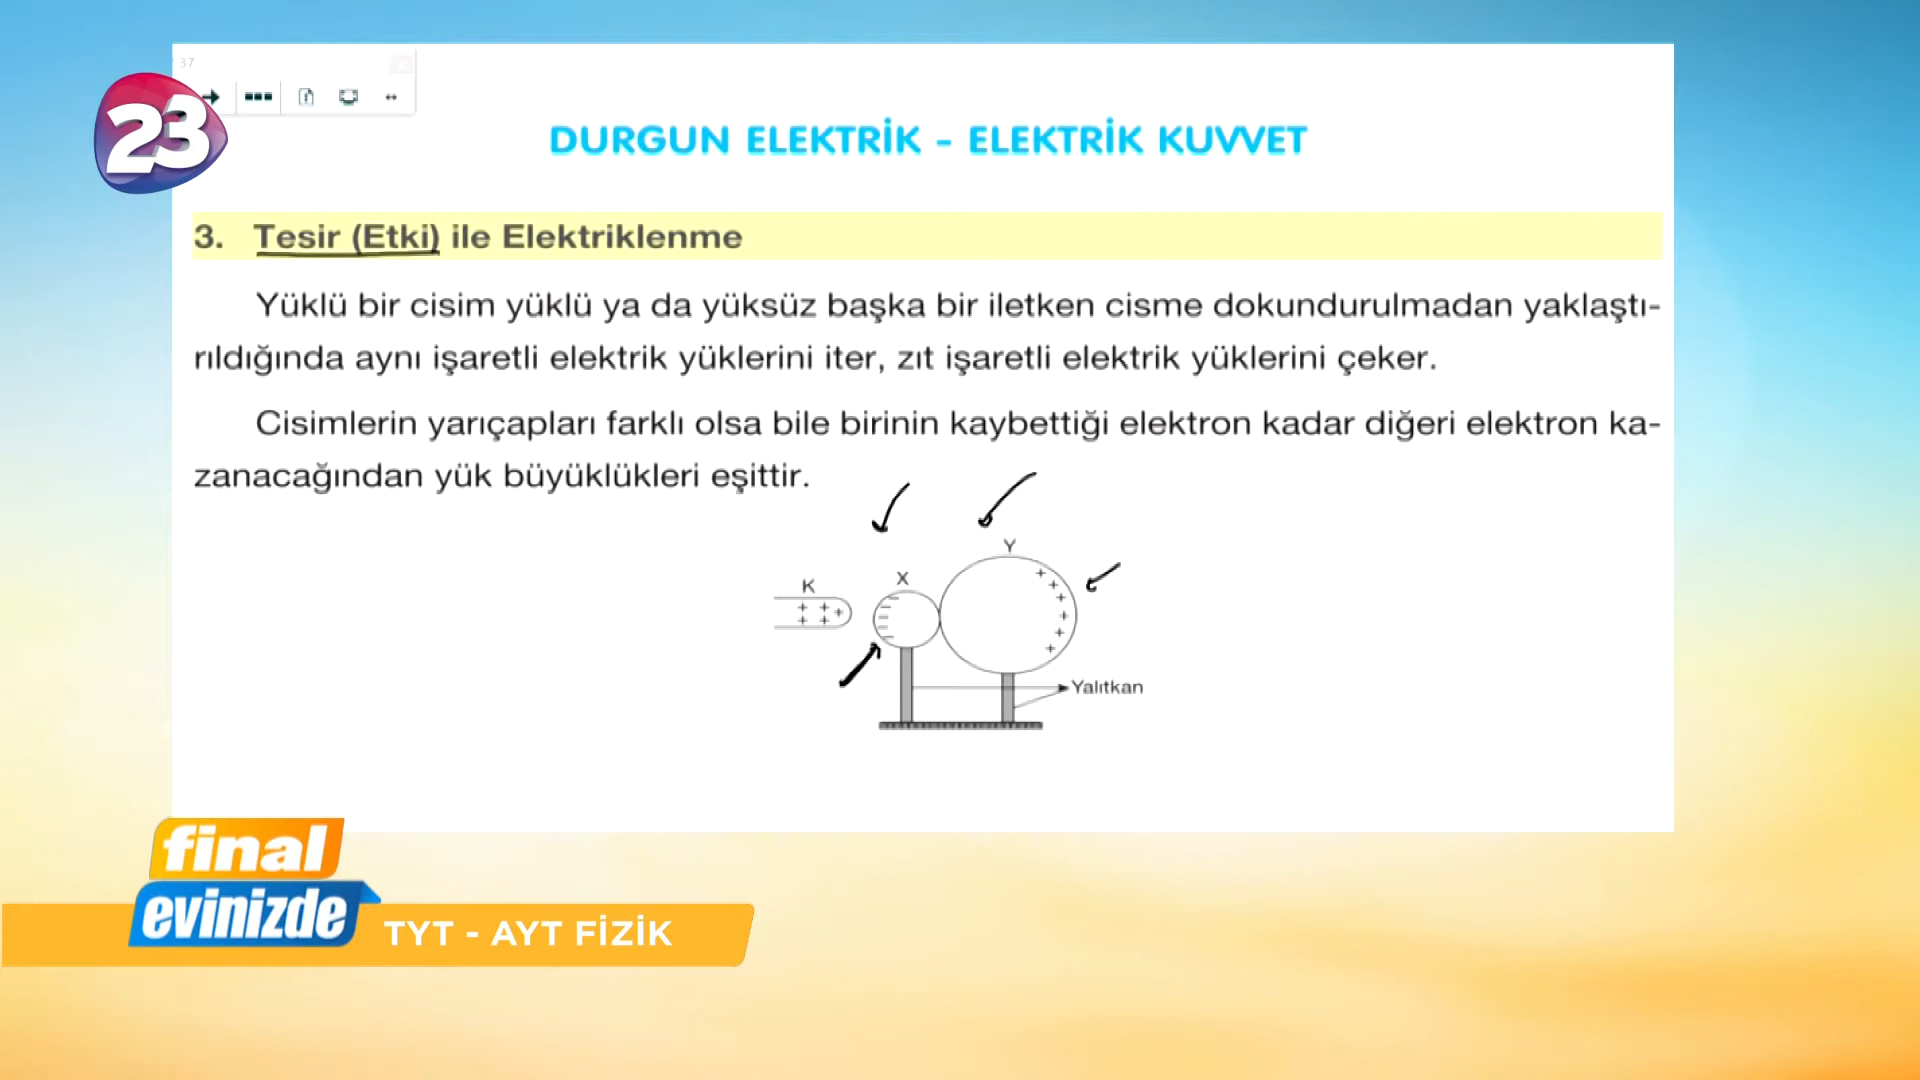 37
23
DURGUN ELEKTRİK - ELEKTRİK KUVVET
3. Tesir (Etki) ile Elektriklenme
Yüklü bir cisim yüklü ya da yüksüz başka bir iletken cisme dokundurulmadan yaklaştı-
rıldığında aynı işaretli elektrik yüklerini iter, zıt işaretli elektrik yüklerini çeker.
Cisimlerin yarıçapları farklı olsa bile birinin kaybettiği elektron kadar diğeri elektron ka-
zanacağından yük büyüklükleri eşittir.
Y
X
K
Yalıtkan
final
evinizde
TYT - AYT FİZİK